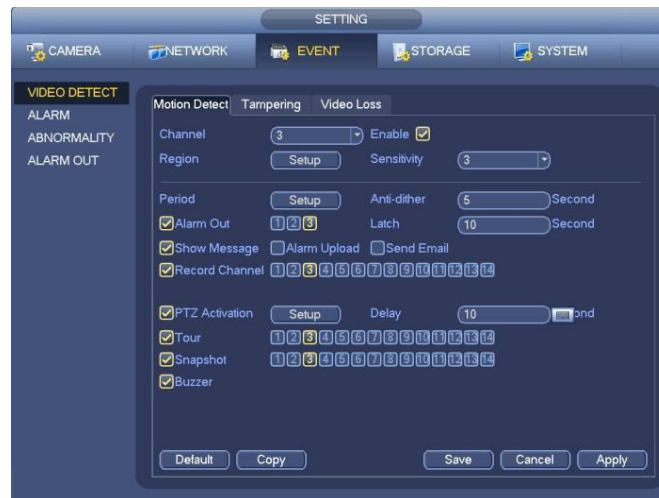 SETTING
CAMERA NETWORK EVENT STORAGE SYSTEM
VIDEO DETECT
ALARM
ABNORMALITY
ALARM OUT
Motion Detect Tampering Video Loss
Channel 3 Enable
Region Setup Sensitivity 3
Period Setup Anti-dither 5 Second
Alarm Out 1 2 3 Latch 10 Second
Show Message Alarm Upload Send Email
Record Channel 1 2 3 4 5 6 7 8 9 10 11 12 13 14
PTZ Activation Setup Delay 10 ond
Tour 1 2 3 4 5 6 7 8 9 10 11 12 13 14
Snapshot 1 2 3 4 5 6 7 8 9 10 11 12 13 14
Buzzer
Default Copy Save Cancel Apply